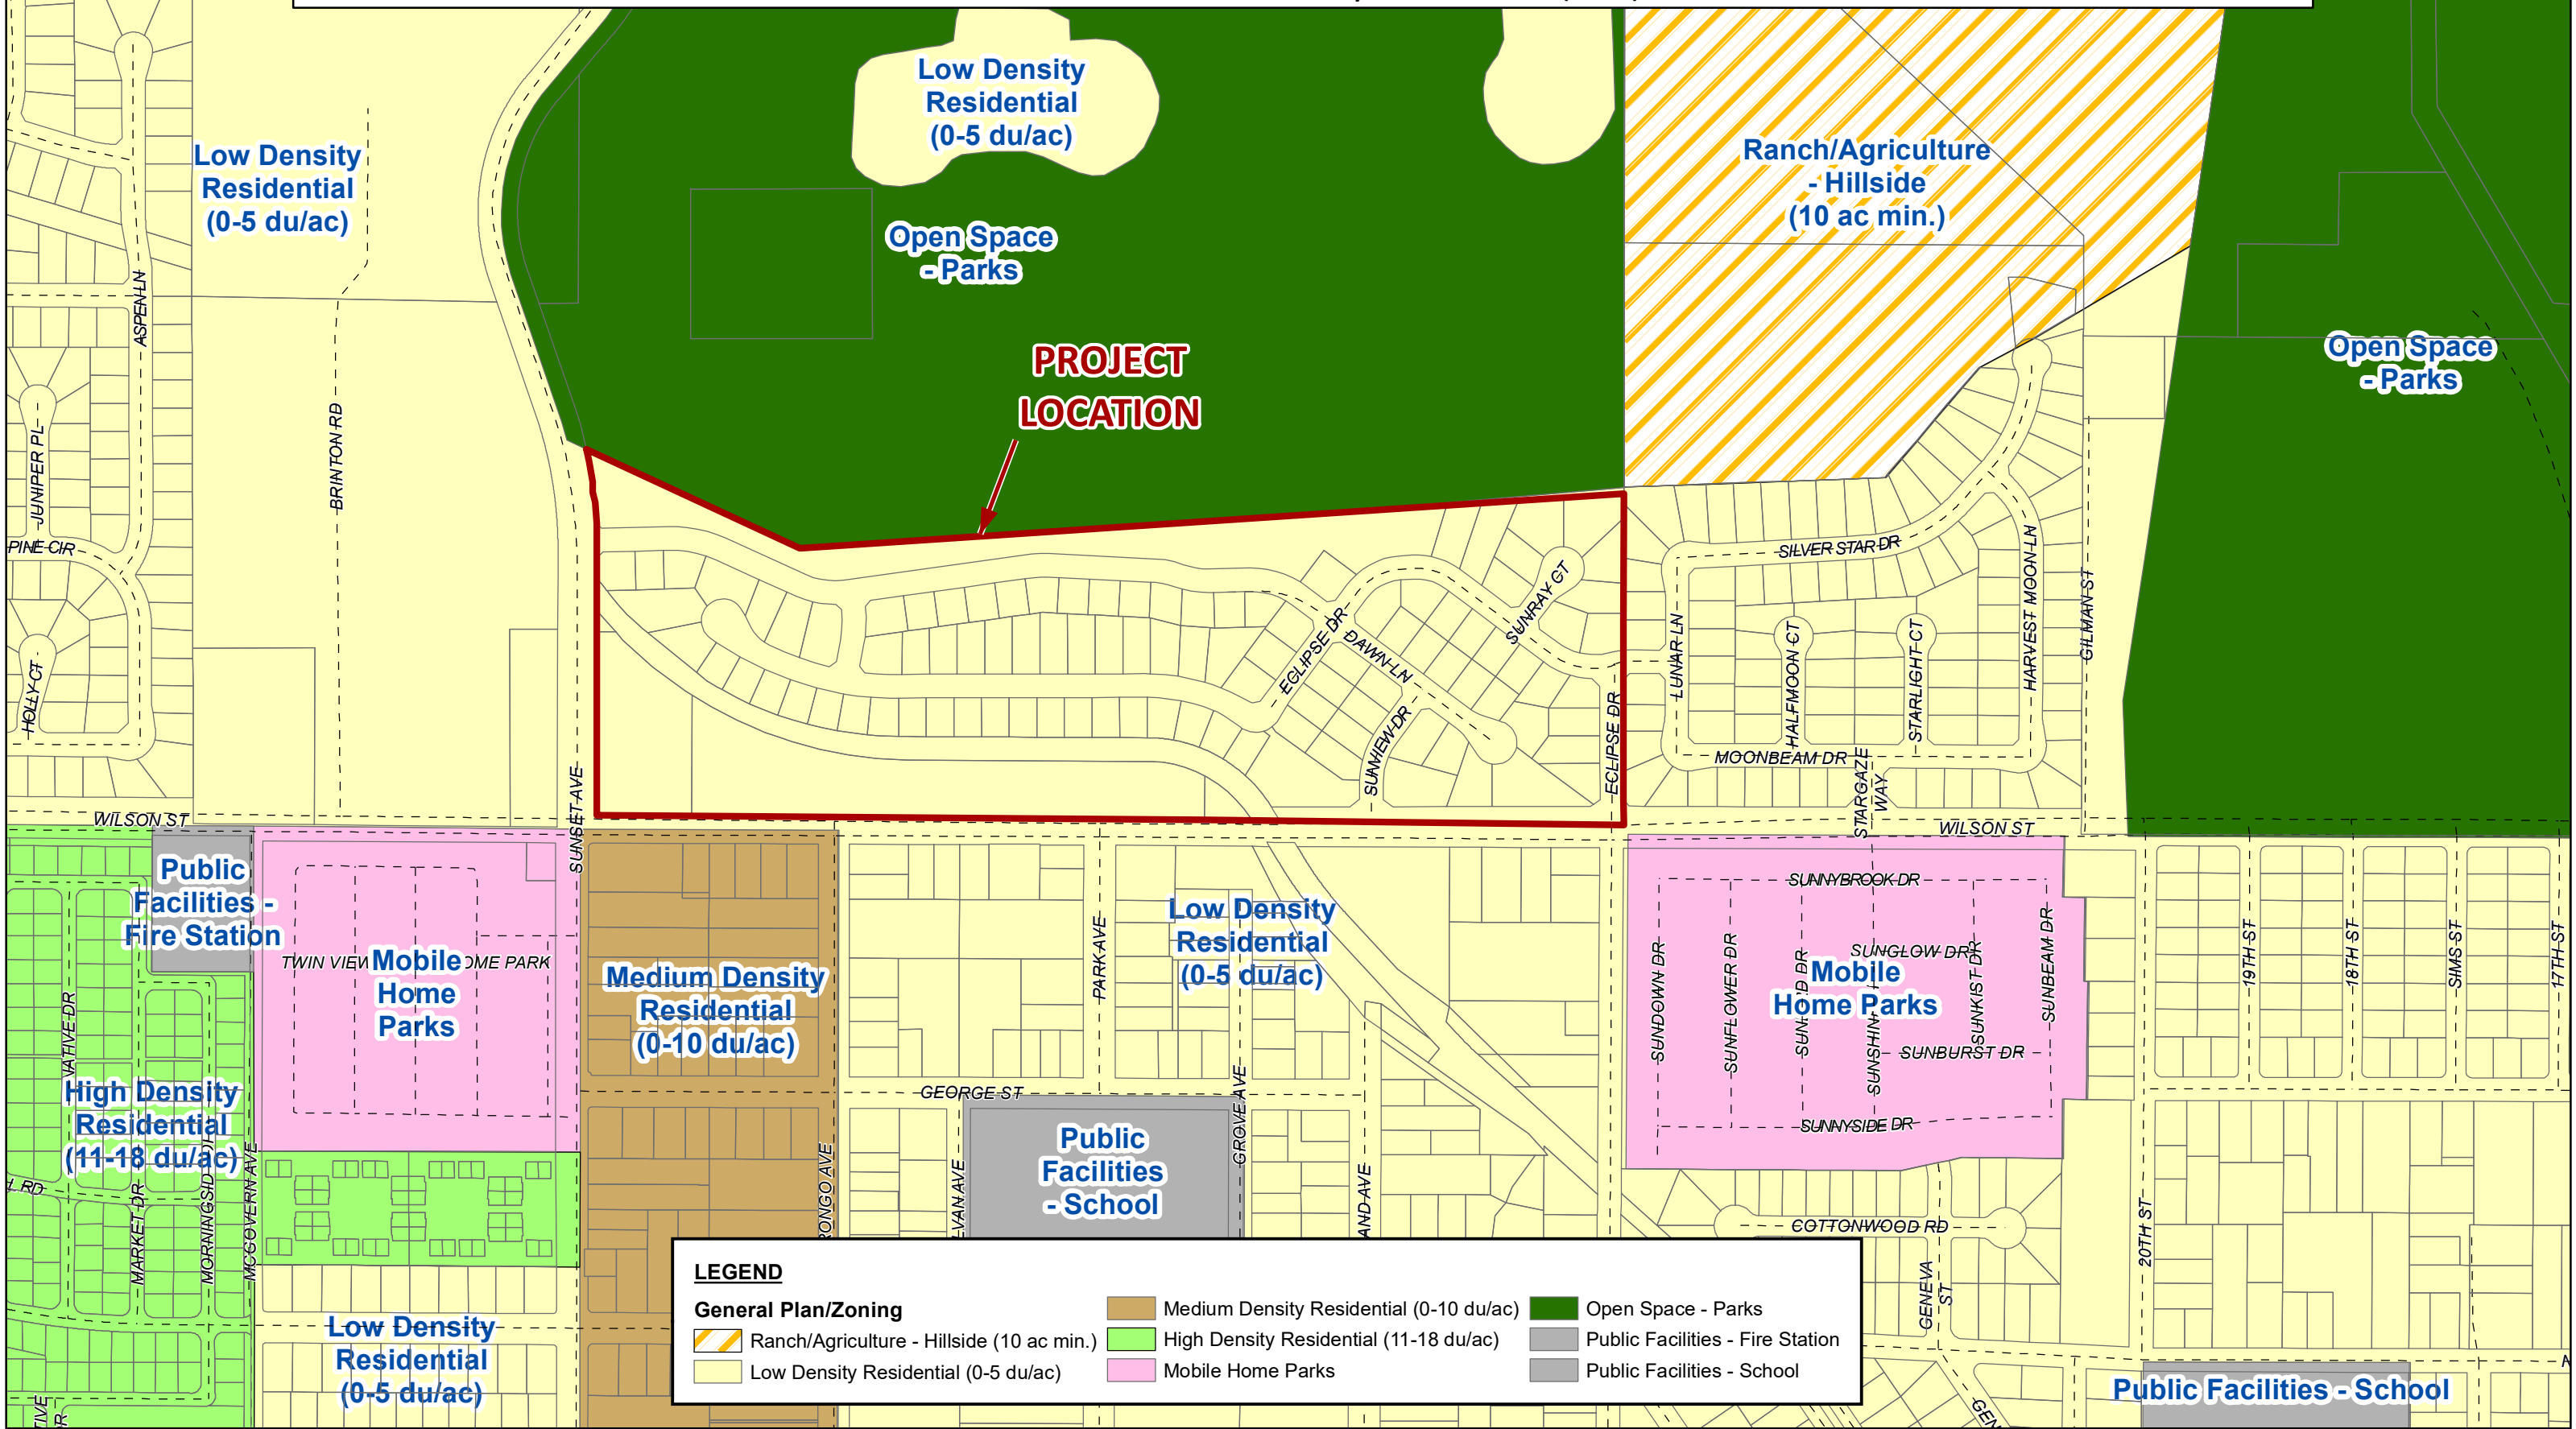 Low Density
Residential
(0-5 du/ac)
Low Density
Residential
(0-5 du/ac)
Ranch/Agriculture
- Hillside
(10 ac min.)
Open Space
- Parks
Open Space
- Parks
PROJECT
LOCATION
ASPEN LN
BRINTON RD
JUNIPER PL
PINE CIR
HOLLY CT
SUNSET AVE
ECLIPSE DR
DAWN LN
SUNRAY CT
SUNVIEW DR
ECLIPSE DR
LUNAR LN
SILVER STAR DR
HALFMOON CT
STARLIGHT CT
HARVEST MOON LN
GILMAN ST
MOONBEAM DR
STARGAZE
WAY
WILSON ST
WILSON ST
Public
Facilities -
Fire Station
TWIN VIEW
OME PARK
Mobile
Home
Parks
Medium Density
Residential
(0-10 du/ac)
PARK AVE
Low Density
Residential
(0-5 du/ac)
SUNNYBROOK DR
SUNDOWN DR
SUNFLOWER DR
SUNGLOW DR
SUNKIST DR
SUNBEAM DR
Mobile
Home Parks
SUNBURST DR
SUNNYSIDE DR
19TH ST
18TH ST
SIMS ST
17TH ST
High Density
Residential
(11-18 du/ac)
MARKET DR
MCGOVERN AVE
GEORGE ST
GROVE AVE
Public
Facilities
- School
COTTONWOOD RD
GENEVA
ST
20TH ST
Low Density
Residential
(0-5 du/ac)
LEGEND
General Plan/Zoning
Ranch/Agriculture - Hillside (10 ac min.)
Low Density Residential (0-5 du/ac)
Medium Density Residential (0-10 du/ac)
High Density Residential (11-18 du/ac)
Mobile Home Parks
Open Space - Parks
Public Facilities - Fire Station
Public Facilities - School
Public Facilities - School